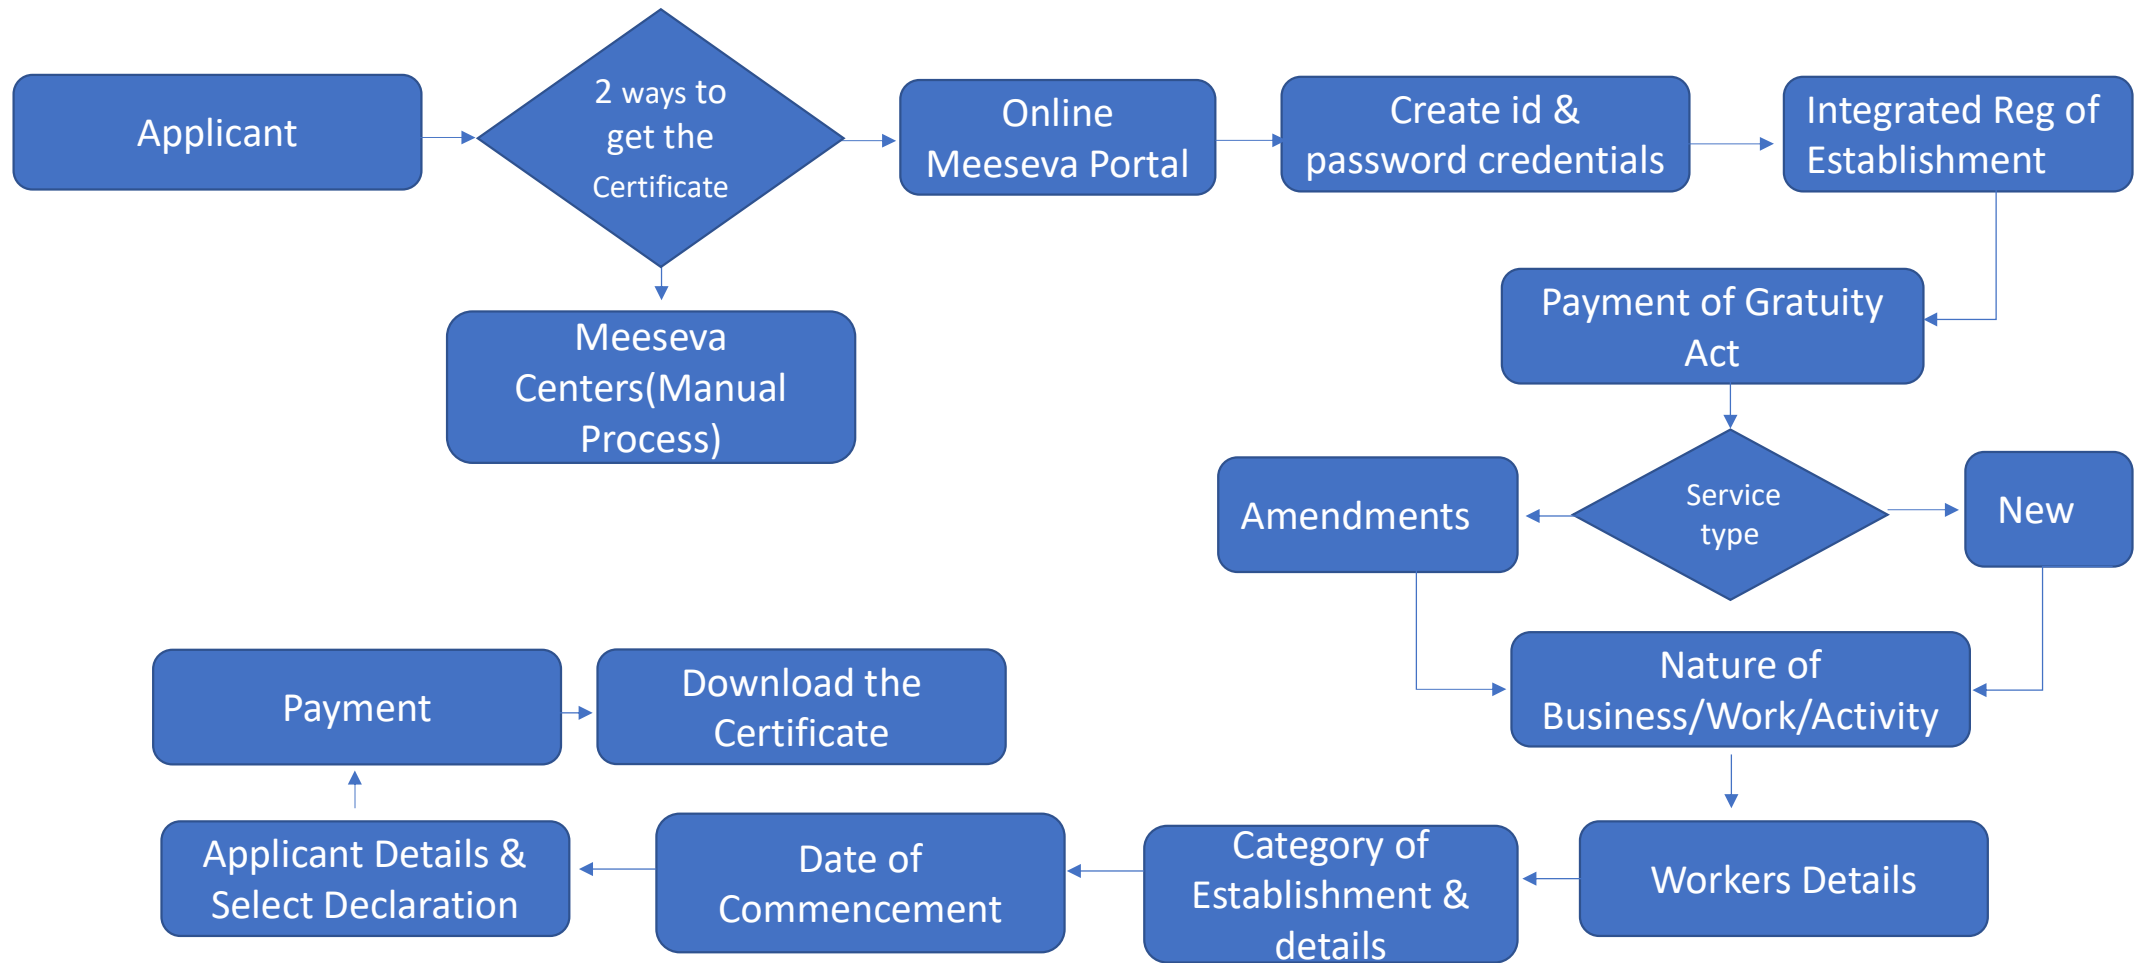 Applicant
2 ways to
get the
Certificate
Online
Meeseva Portal
Create id &
password credentials
Integrated Reg of
Establishment
Meeseva
Centers(Manual
Process)
Payment of Gratuity
Act
Service
type
Amendments
New
Nature of
Business/Work/Activity
Workers Details
Category of
Establishment &
details
Date of
Commencement
Applicant Details &
Select Declaration
Payment
Download the
Certificate